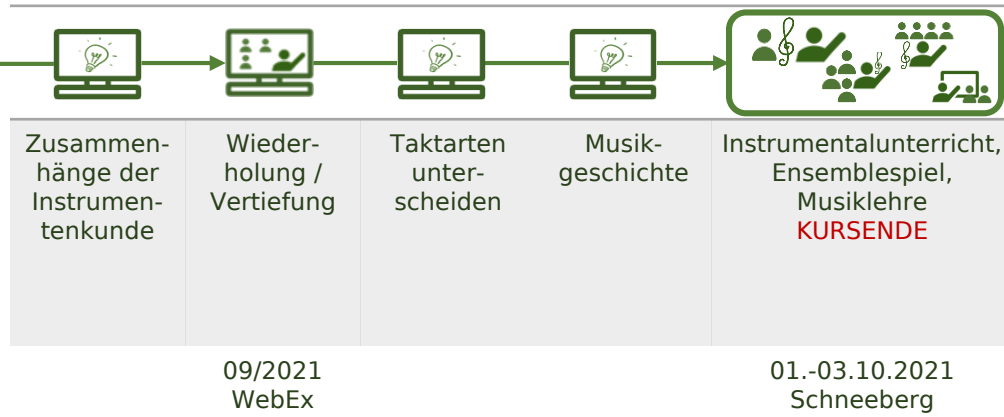 Zusammen-
hänge der
Instrumen-
tenkunde
Wieder-
holung /
Vertiefung
Taktarten
unter-
scheiden
Musik-
geschichte
Instrumentalunterricht,
Ensemblespiel,
Musiklehre
KURSENDE
09/2021
WebEx
01.-03.10.2021
Schneeberg